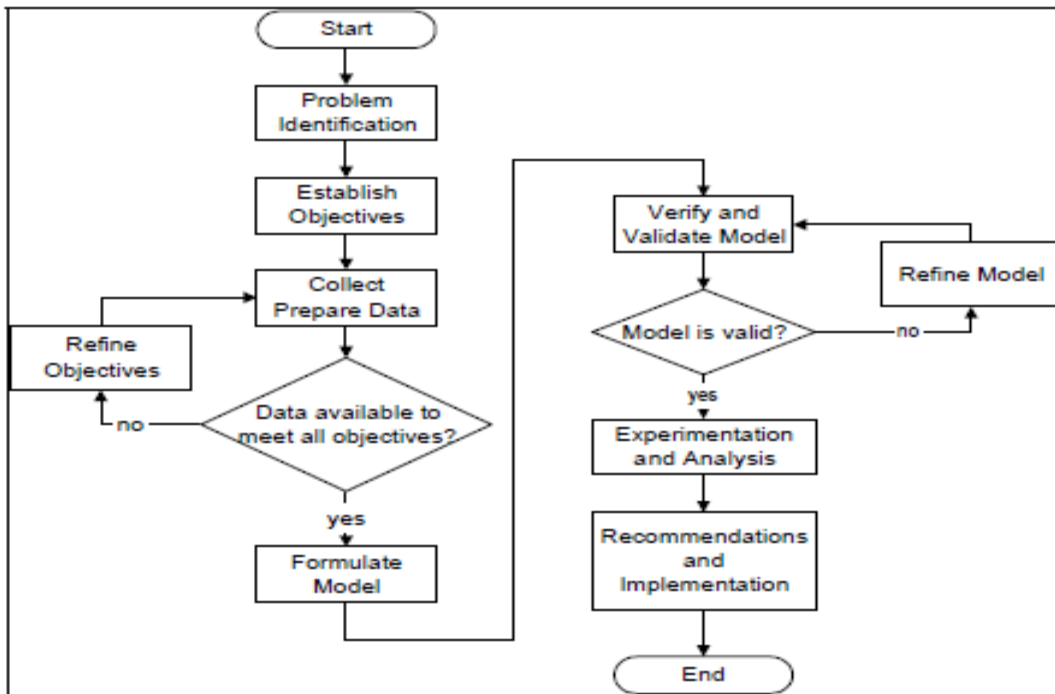 Start
Problem
Identification
Establish
Objectives
Collect
Prepare Data
Refine
Objectives
Data available to
meet all objectives?
no
yes
Formulate
Model
Verify and
Validate Model
Refine Model
Model is valid?
no
yes
Experimentation
and Analysis
Recommendations
and
Implementation
End